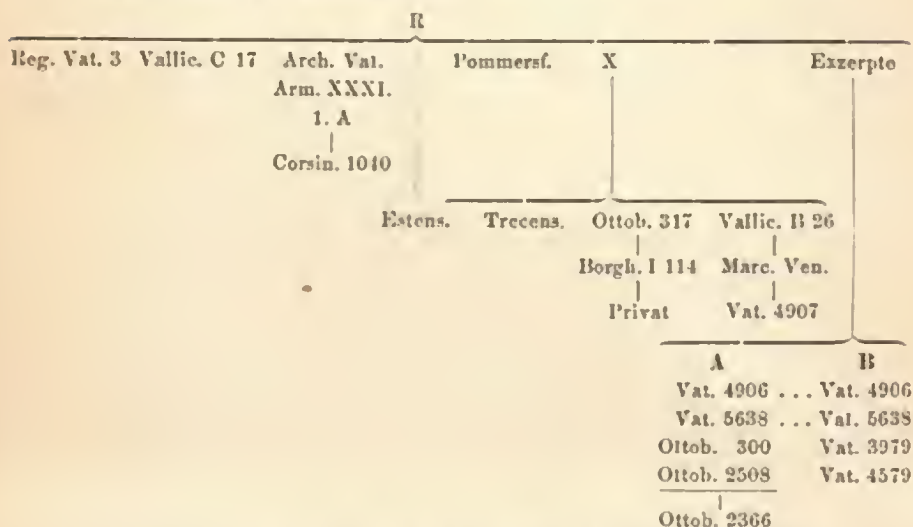 R
Reg. Vat. 3 Vallic. C 17 Arch. Vat. Pommersf. X Exzerpte
Arm. XXXI.
1. A
Corsin. 1040
Estens. Trecens. Ottob. 317 Vallic. B 26
Borgh. I 114 Marc. Ven.
Privat Vat. 4907
A B
Vat. 4906 ... Vat. 4906
Vat. 5638 ... Vat. 5638
Ottob. 300 Vat. 3979
Ottob. 2508 Vat. 4579
Ottob. 2366